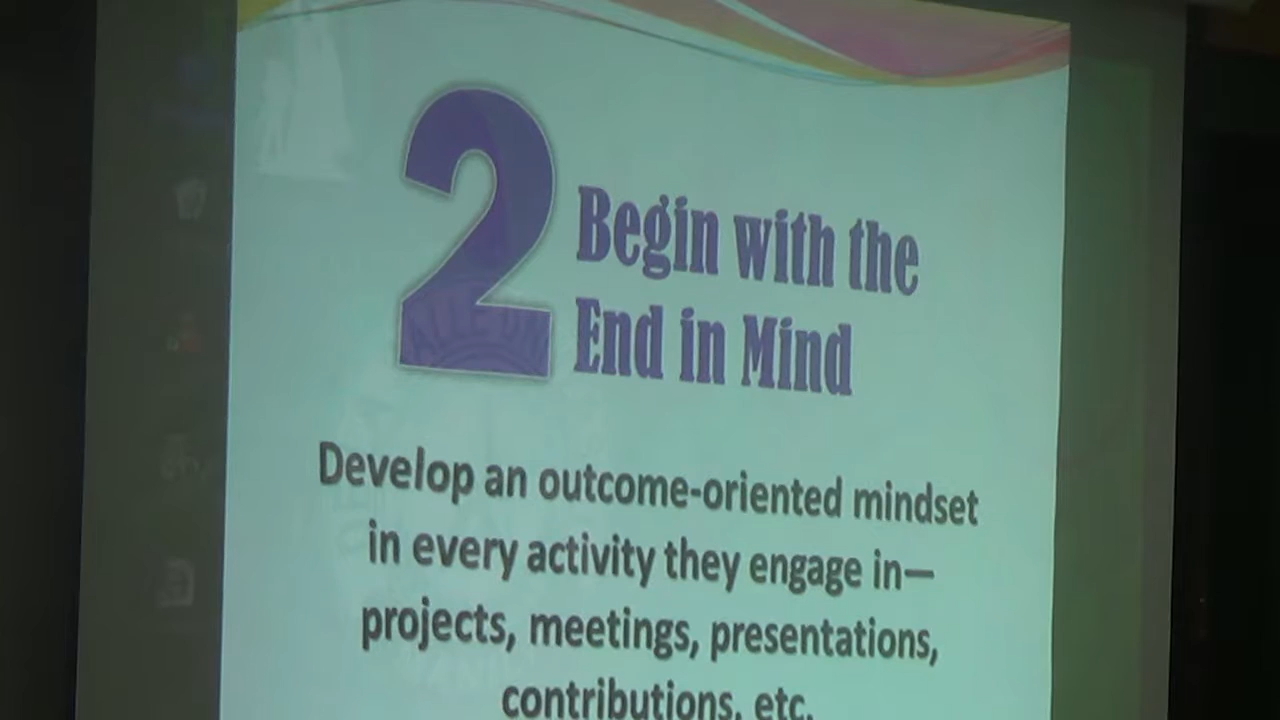 2
Begin with the
End in Mind
Develop an outcome-oriented mindset
in every activity they engage in—
projects, meetings, presentations,
contributions, etc.